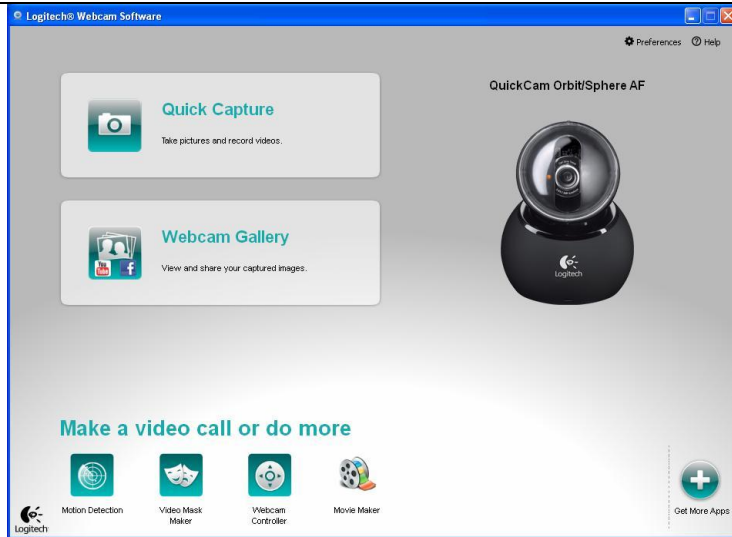 Logitech® Webcam Software
Preferences Help
QuickCam Orbit/Sphere AF
Quick Capture
Take pictures and record videos.
Webcam Gallery
View and share your captured images.
You Tube f
Logitech
Make a video call or do more
Motion Detection
Video Mask
Maker
Webcam
Controller
Movie Maker
Get More Apps
Logitech